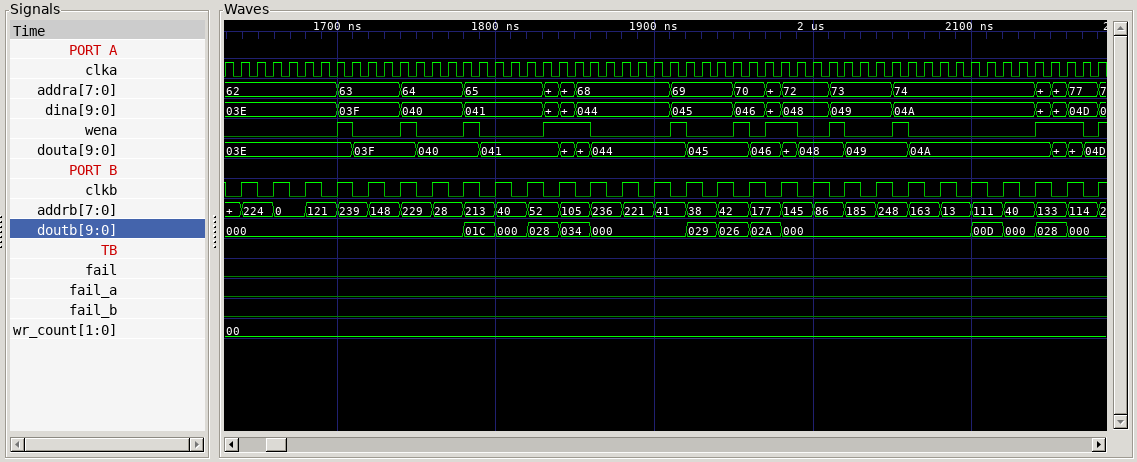 Signals
Waves
Time
1700 ns 1800 ns 1900 ns 2 us 2100 ns 2
PORT A
clka
addra[7:0] 62 63 64 65 + + 68 69 70 + 72 73 74 + + 77 7
dina[9:0] 03E 03F 040 041 + + 044 045 046 + 048 049 04A + + 04D 0
wena
douta[9:0] 03E 03F 040 041 + + 044 045 046 + 048 049 04A + + 04D
PORT B
clkb
addrb[7:0] + 224 0 121 239 148 229 28 213 40 52 105 236 221 41 38 42 177 145 86 185 248 163 13 111 40 133 114 2
doutb[9:0] 000 01C 000 028 034 000 029 026 02A 000 00D 000 028 000
TB
fail
fail_a
fail_b
wr_count[1:0] 00